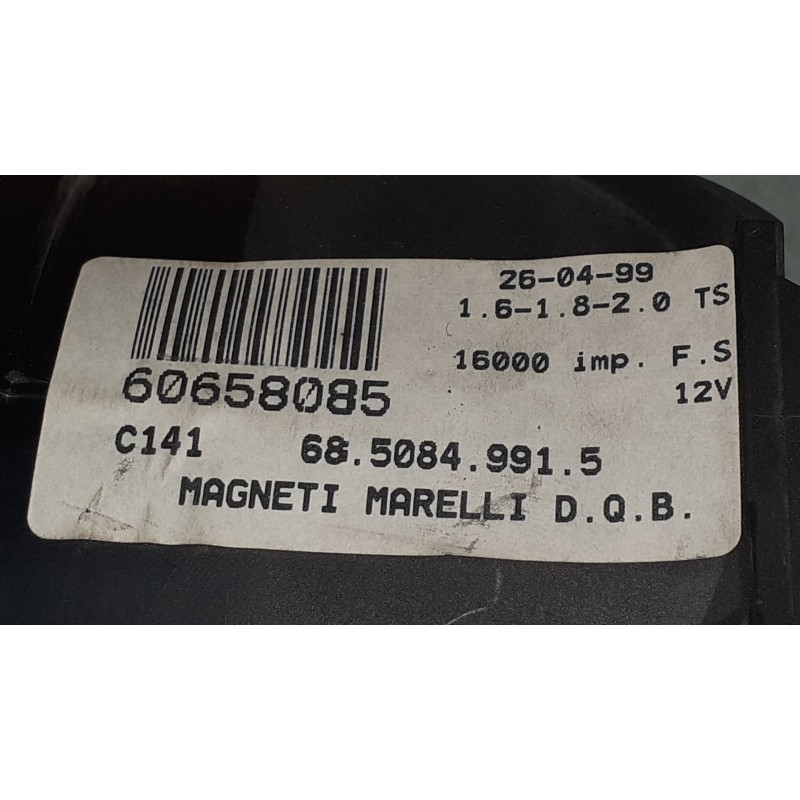 26-04-99
1.6-1.8-2.0 TS
16000 imp. F.S
12V
60658085
C141 68.5084.991.5
MAGNETI MARELLI D.Q.B.